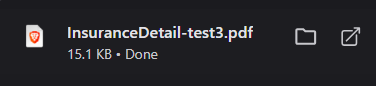 InsuranceDetail-test3.pdf
15.1 KB • Done